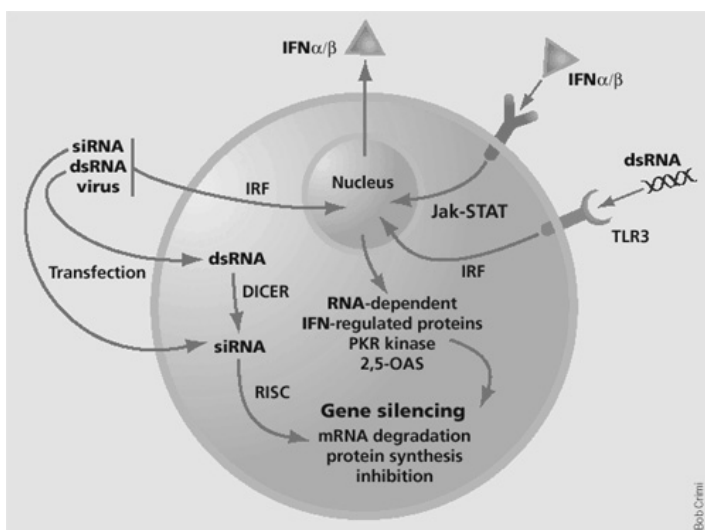 IFNα/β
IFNα/β
siRNA
dsRNA
virus
IRF
Nucleus
dsRNA
Jak-STAT
TLR3
Transfection
dsRNA
IRF
DICER
RNA-dependent
IFN-regulated proteins
PKR kinase
2,5-OAS
siRNA
RISC
Gene silencing
mRNA degradation
protein synthesis
inhibition
Bob Crimi